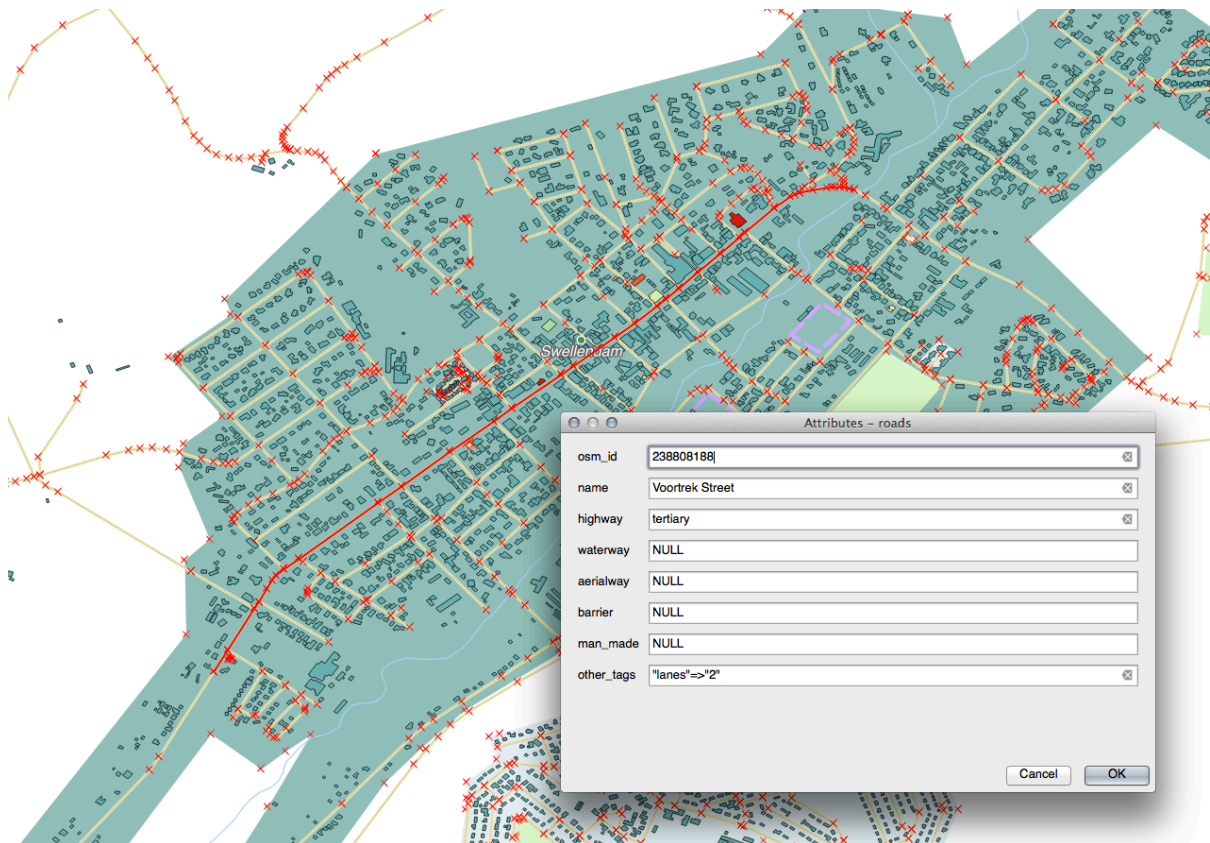 Swellendam
Attributes – roads
osm_id 238808188
name Voortrek Street
highway tertiary
waterway NULL
aerialway NULL
barrier NULL
man_made NULL
other_tags "lanes"=>"2"
Cancel OK